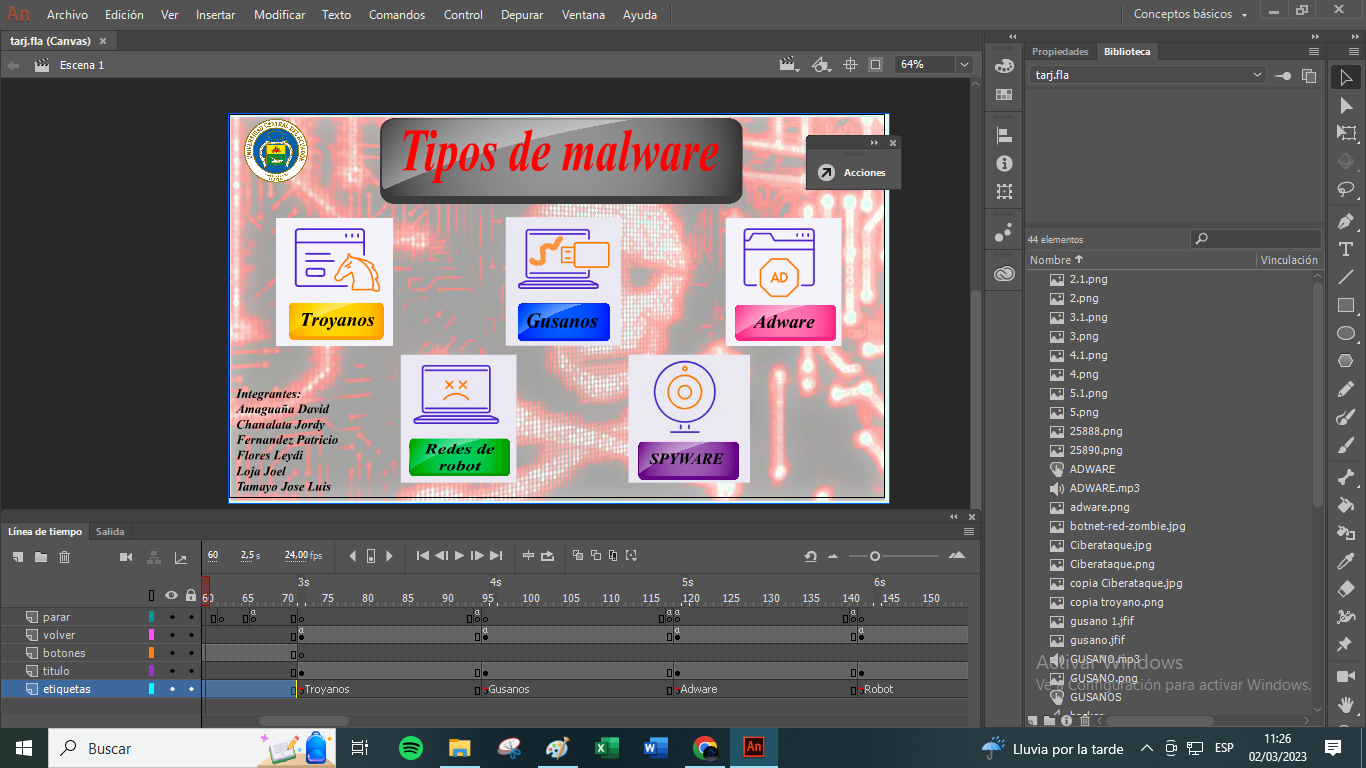 An Archivo Edición Ver Insertar Modificar Texto Comandos Control Depurar Ventana Ayuda Conceptos básicos
tarj.fla (Canvas)
Escena 1
64%
UNIVERSIDAD CENTRAL DEL ECUADOR
Tipos de malware
Acciones
Troyanos
Gusanos
AD
Adware
Redes de
robot
SPYWARE
Integrantes:
Amaguaña David
Chanalata Jordy
Fernandez Patricio
Flores Leydi
Loja Joel
Tamayo Jose Luis
Propiedades Biblioteca
tarj.fla
44 elementos
Nombre Vinculación
2.1.png
2.png
3.1.png
3.png
4.1.png
4.png
5.1.png
5.png
25888.png
25890.png
ADWARE
ADWARE.mp3
adware.png
botnet-red-zombie.jpg
Ciberataque.jpg
Ciberataque.png
copia Ciberataque.jpg
copia troyano.png
gusano 1.jfif
gusano.jfif
GUSANO.mp3
GUSANO.png
GUSANOS
Activar Windows
Ve a Configuración para activar Windows.
Línea de tiempo Salida
60 2,5 s 24,00 fps
3s 4s 5s 6s
60 65 70 75 80 85 90 95 100 105 110 115 120 125 130 135 140 145 150
parar
volver
botones
titulo
etiquetas Troyanos Gusanos Adware Robot
Buscar
Lluvia por la tarde
ESP
11:26
02/03/2023